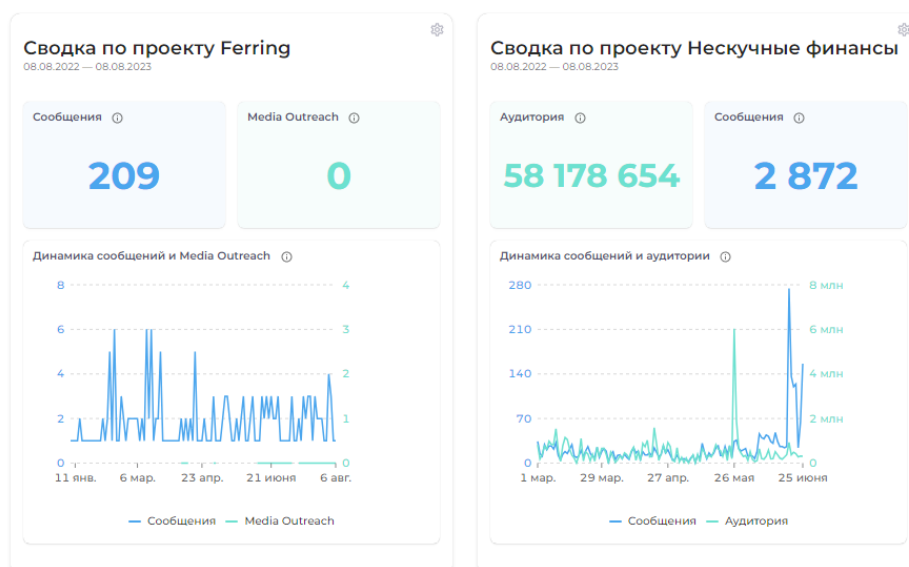 Сводка по проекту Ferring
08.08.2022 — 08.08.2023
Сообщения
209
Media Outreach
0
Динамика сообщений и Media Outreach
8
6
4
2
0
4
3
2
1
0
11 янв.
6 мар.
23 апр.
21 июня
6 авг.
Сообщения
Media Outreach
Сводка по проекту Нескучные финансы
08.08.2022 — 08.08.2023
Аудитория
58 178 654
Сообщения
2 872
Динамика сообщений и аудитории
280
210
140
70
0
8 млн
6 млн
4 млн
2 млн
0
1 мар.
29 мар.
27 апр.
26 мая
25 июня
Сообщения
Аудитория